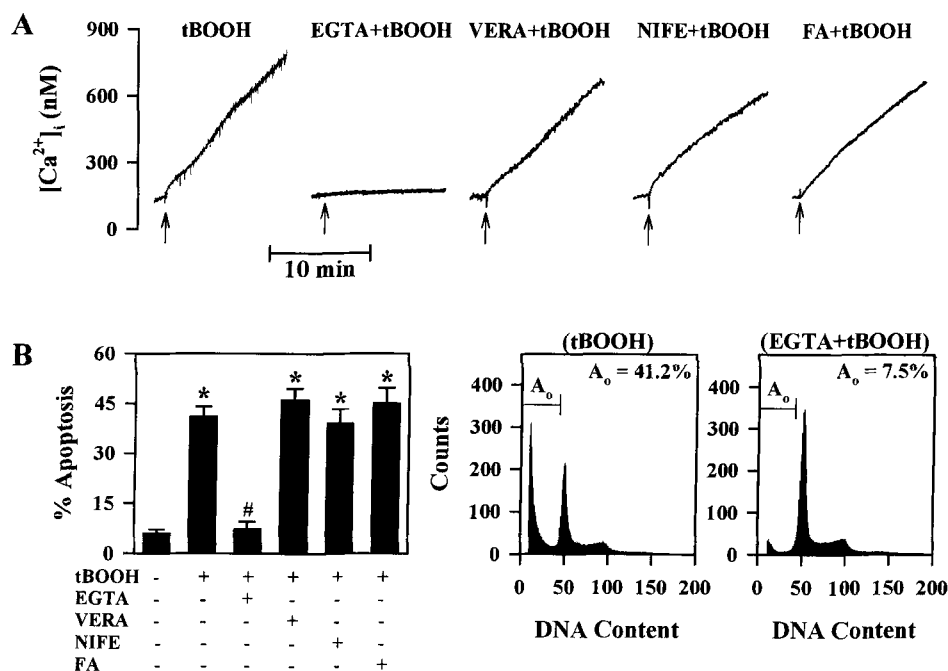 A
tBOOH EGTA+tBOOH VERA+tBOOH NIFE+tBOOH FA+tBOOH
900
600
300
0
[Ca²⁺]ᵢ (nM)
10 min
B
60
45
30
15
0
% Apoptosis
* # * * *
tBOOH - + + + + +
EGTA - - + - - -
VERA - - - + - -
NIFE - - - - + -
FA - - - - - +
(tBOOH)
Aₒ = 41.2%
Aₒ
400
300
200
100
0
Counts
0 50 100 150 200
DNA Content
(EGTA+tBOOH)
Aₒ = 7.5%
Aₒ
400
300
200
100
0
0 50 100 150 200
DNA Content